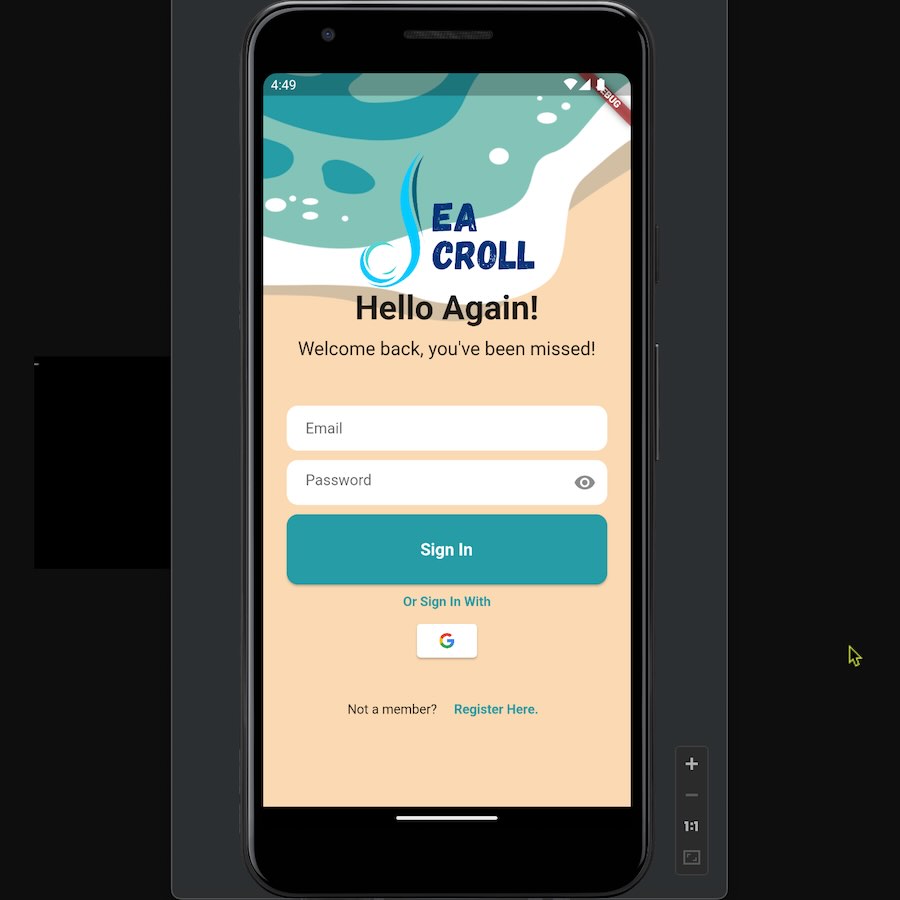 4:49
DEBUG
EA
CROLL
Hello Again!
Welcome back, you've been missed!
Email
Password
Sign In
Or Sign In With
G
Not a member? Register Here.
1:1